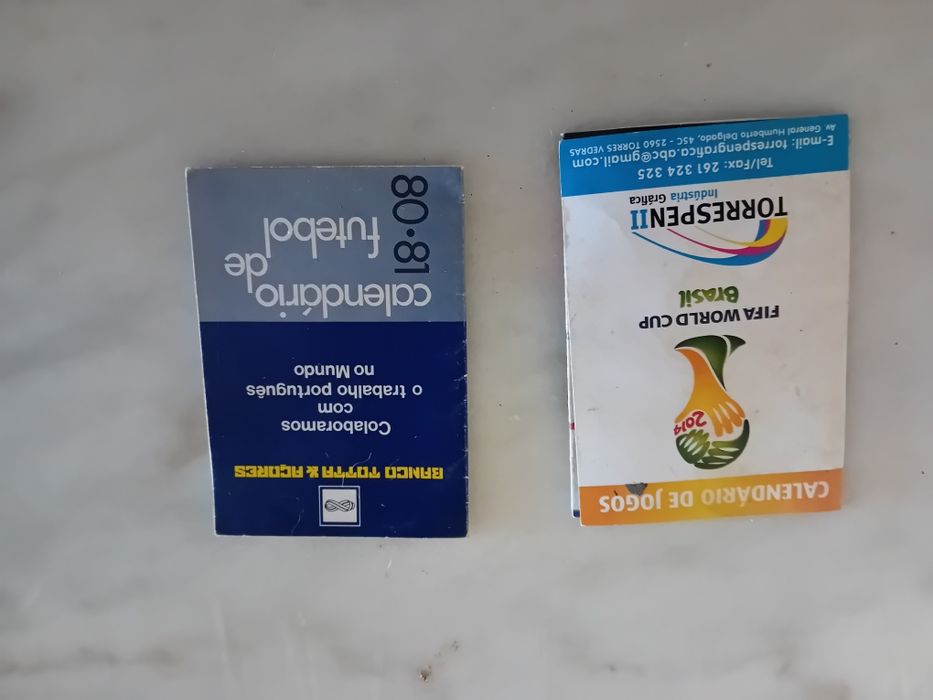 BANCO TOTTA & AÇORES
Colaboramos
com
o trabalho português
no Mundo
calendário
de
futebol
80·81
CALENDÁRIO DE JOGOS
2014
FIFA WORLD CUP
Brasil
TORRESPENII
Indústria Gráfica
Tel/Fax: 261 324 325
E-mail: torrespengrafica.abc@gmail.com
Av General Humberto Delgado, 45C - 2560 TORRES VEDRAS